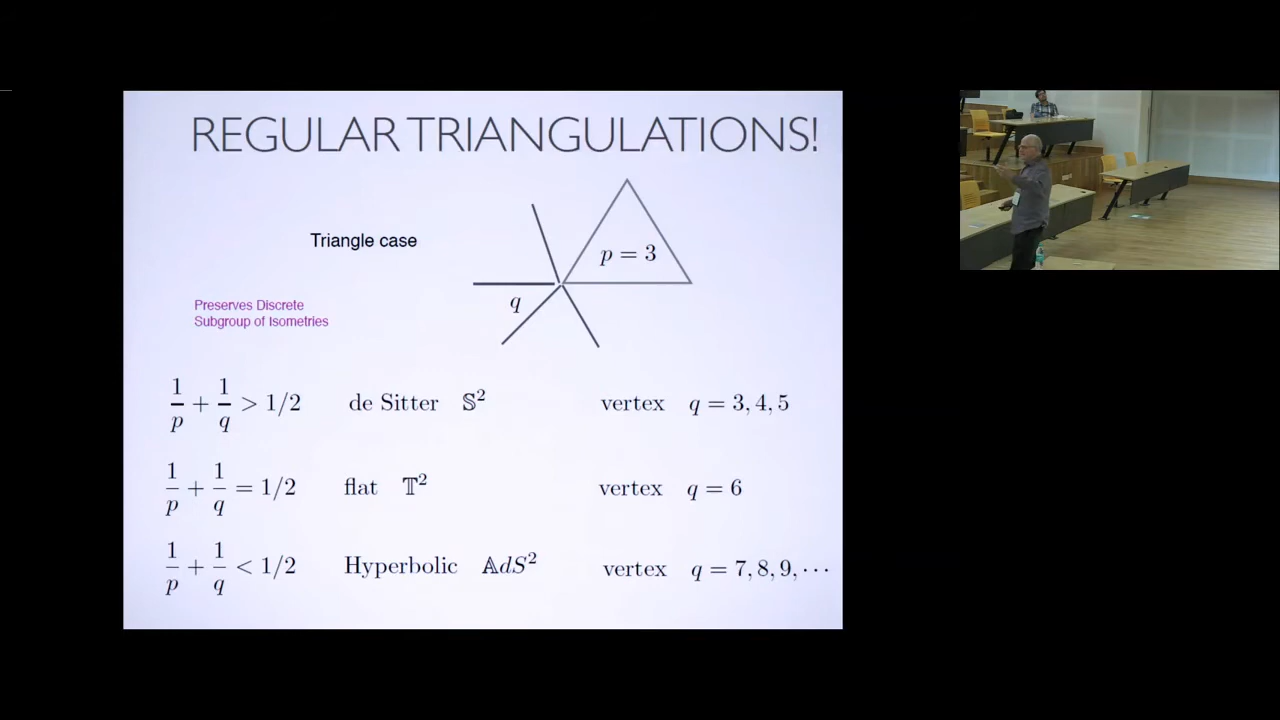 REGULAR TRIANGULATIONS!
Triangle case
p = 3
q
Preserves Discrete
Subgroup of Isometries
1/p + 1/q > 1/2 de Sitter 𝕊² vertex q = 3, 4, 5
1/p + 1/q = 1/2 flat 𝕋² vertex q = 6
1/p + 1/q < 1/2 Hyperbolic 𝔸dS² vertex q = 7, 8, 9, ⋯